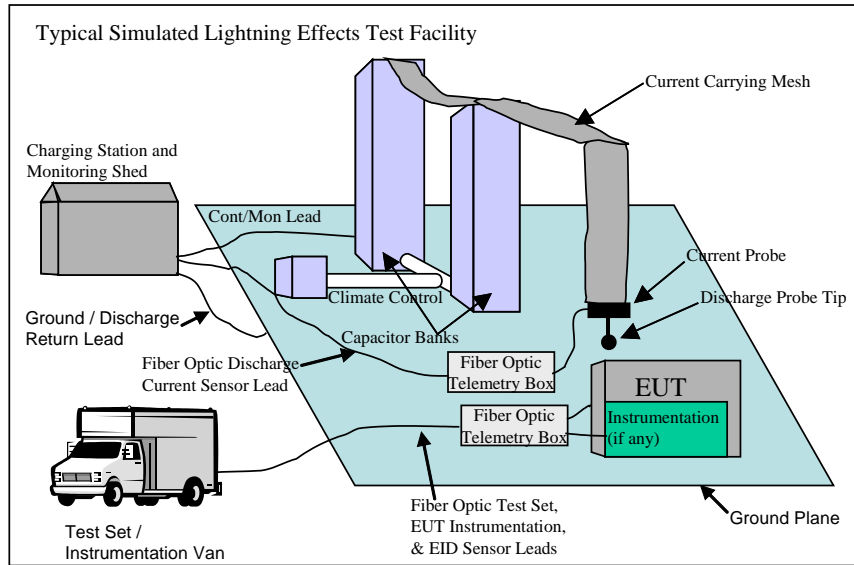 Typical Simulated Lightning Effects Test Facility
Current Carrying Mesh
Charging Station and
Monitoring Shed
Cont/Mon Lead
Current Probe
Climate Control
Discharge Probe Tip
Ground / Discharge
Return Lead
Capacitor Banks
Fiber Optic Discharge
Current Sensor Lead
Fiber Optic
Telemetry Box
EUT
Instrumentation
(if any)
Fiber Optic
Telemetry Box
Fiber Optic Test Set,
EUT Instrumentation,
& EID Sensor Leads
Ground Plane
Test Set /
Instrumentation Van